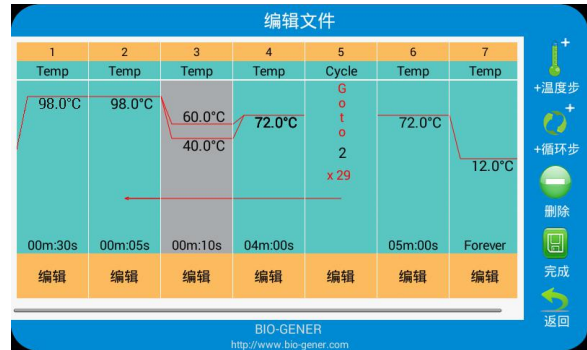 编辑文件
1 2 3 4 5 6 7
Temp Temp Temp Temp Cycle Temp Temp
98.0°C 98.0°C 60.0°C 40.0°C 72.0°C Goto 2 x 29 72.0°C 12.0°C
00m:30s 00m:05s 00m:10s 04m:00s 05m:00s Forever
编辑 编辑 编辑 编辑 编辑 编辑 编辑
+温度步
+循环步
删除
完成
返回
BIO-GENER
http://www.bio-gener.com